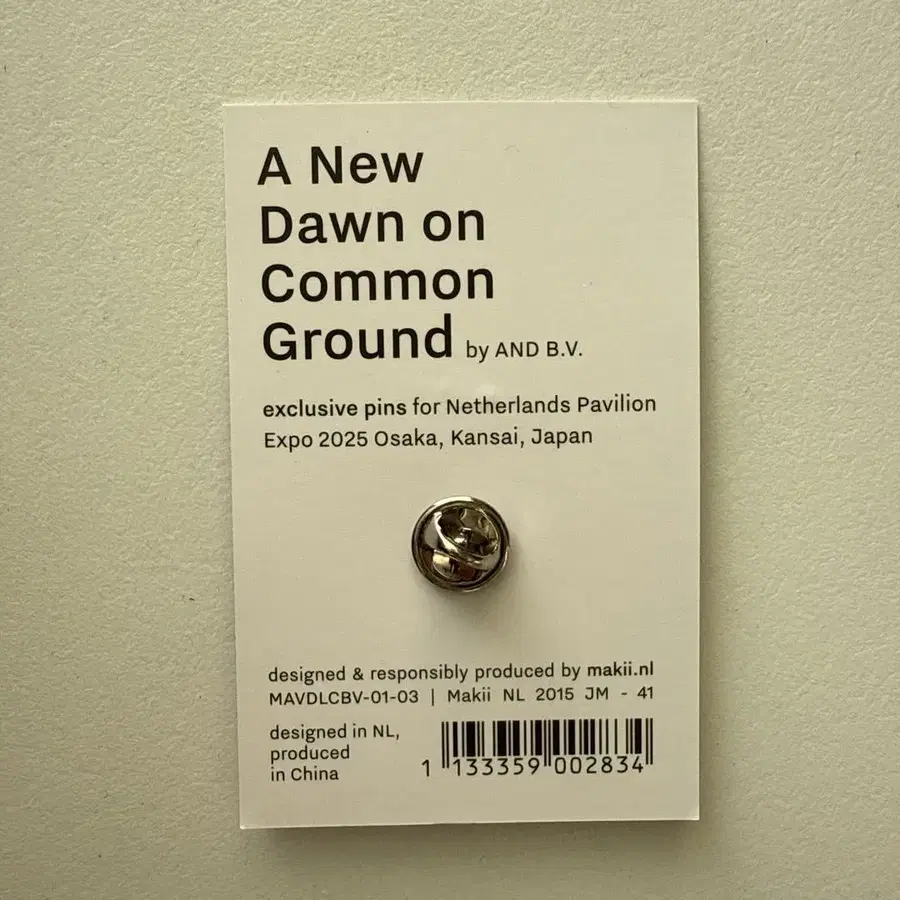 A New
Dawn on
Common
Ground by AND B.V.
exclusive pins for Netherlands Pavilion
Expo 2025 Osaka, Kansai, Japan
designed & responsibly produced by makii.nl
MAVDLCBV-01-03 | Makii NL 2015 JM - 41
designed in NL,
produced
in China
1 133359 002834